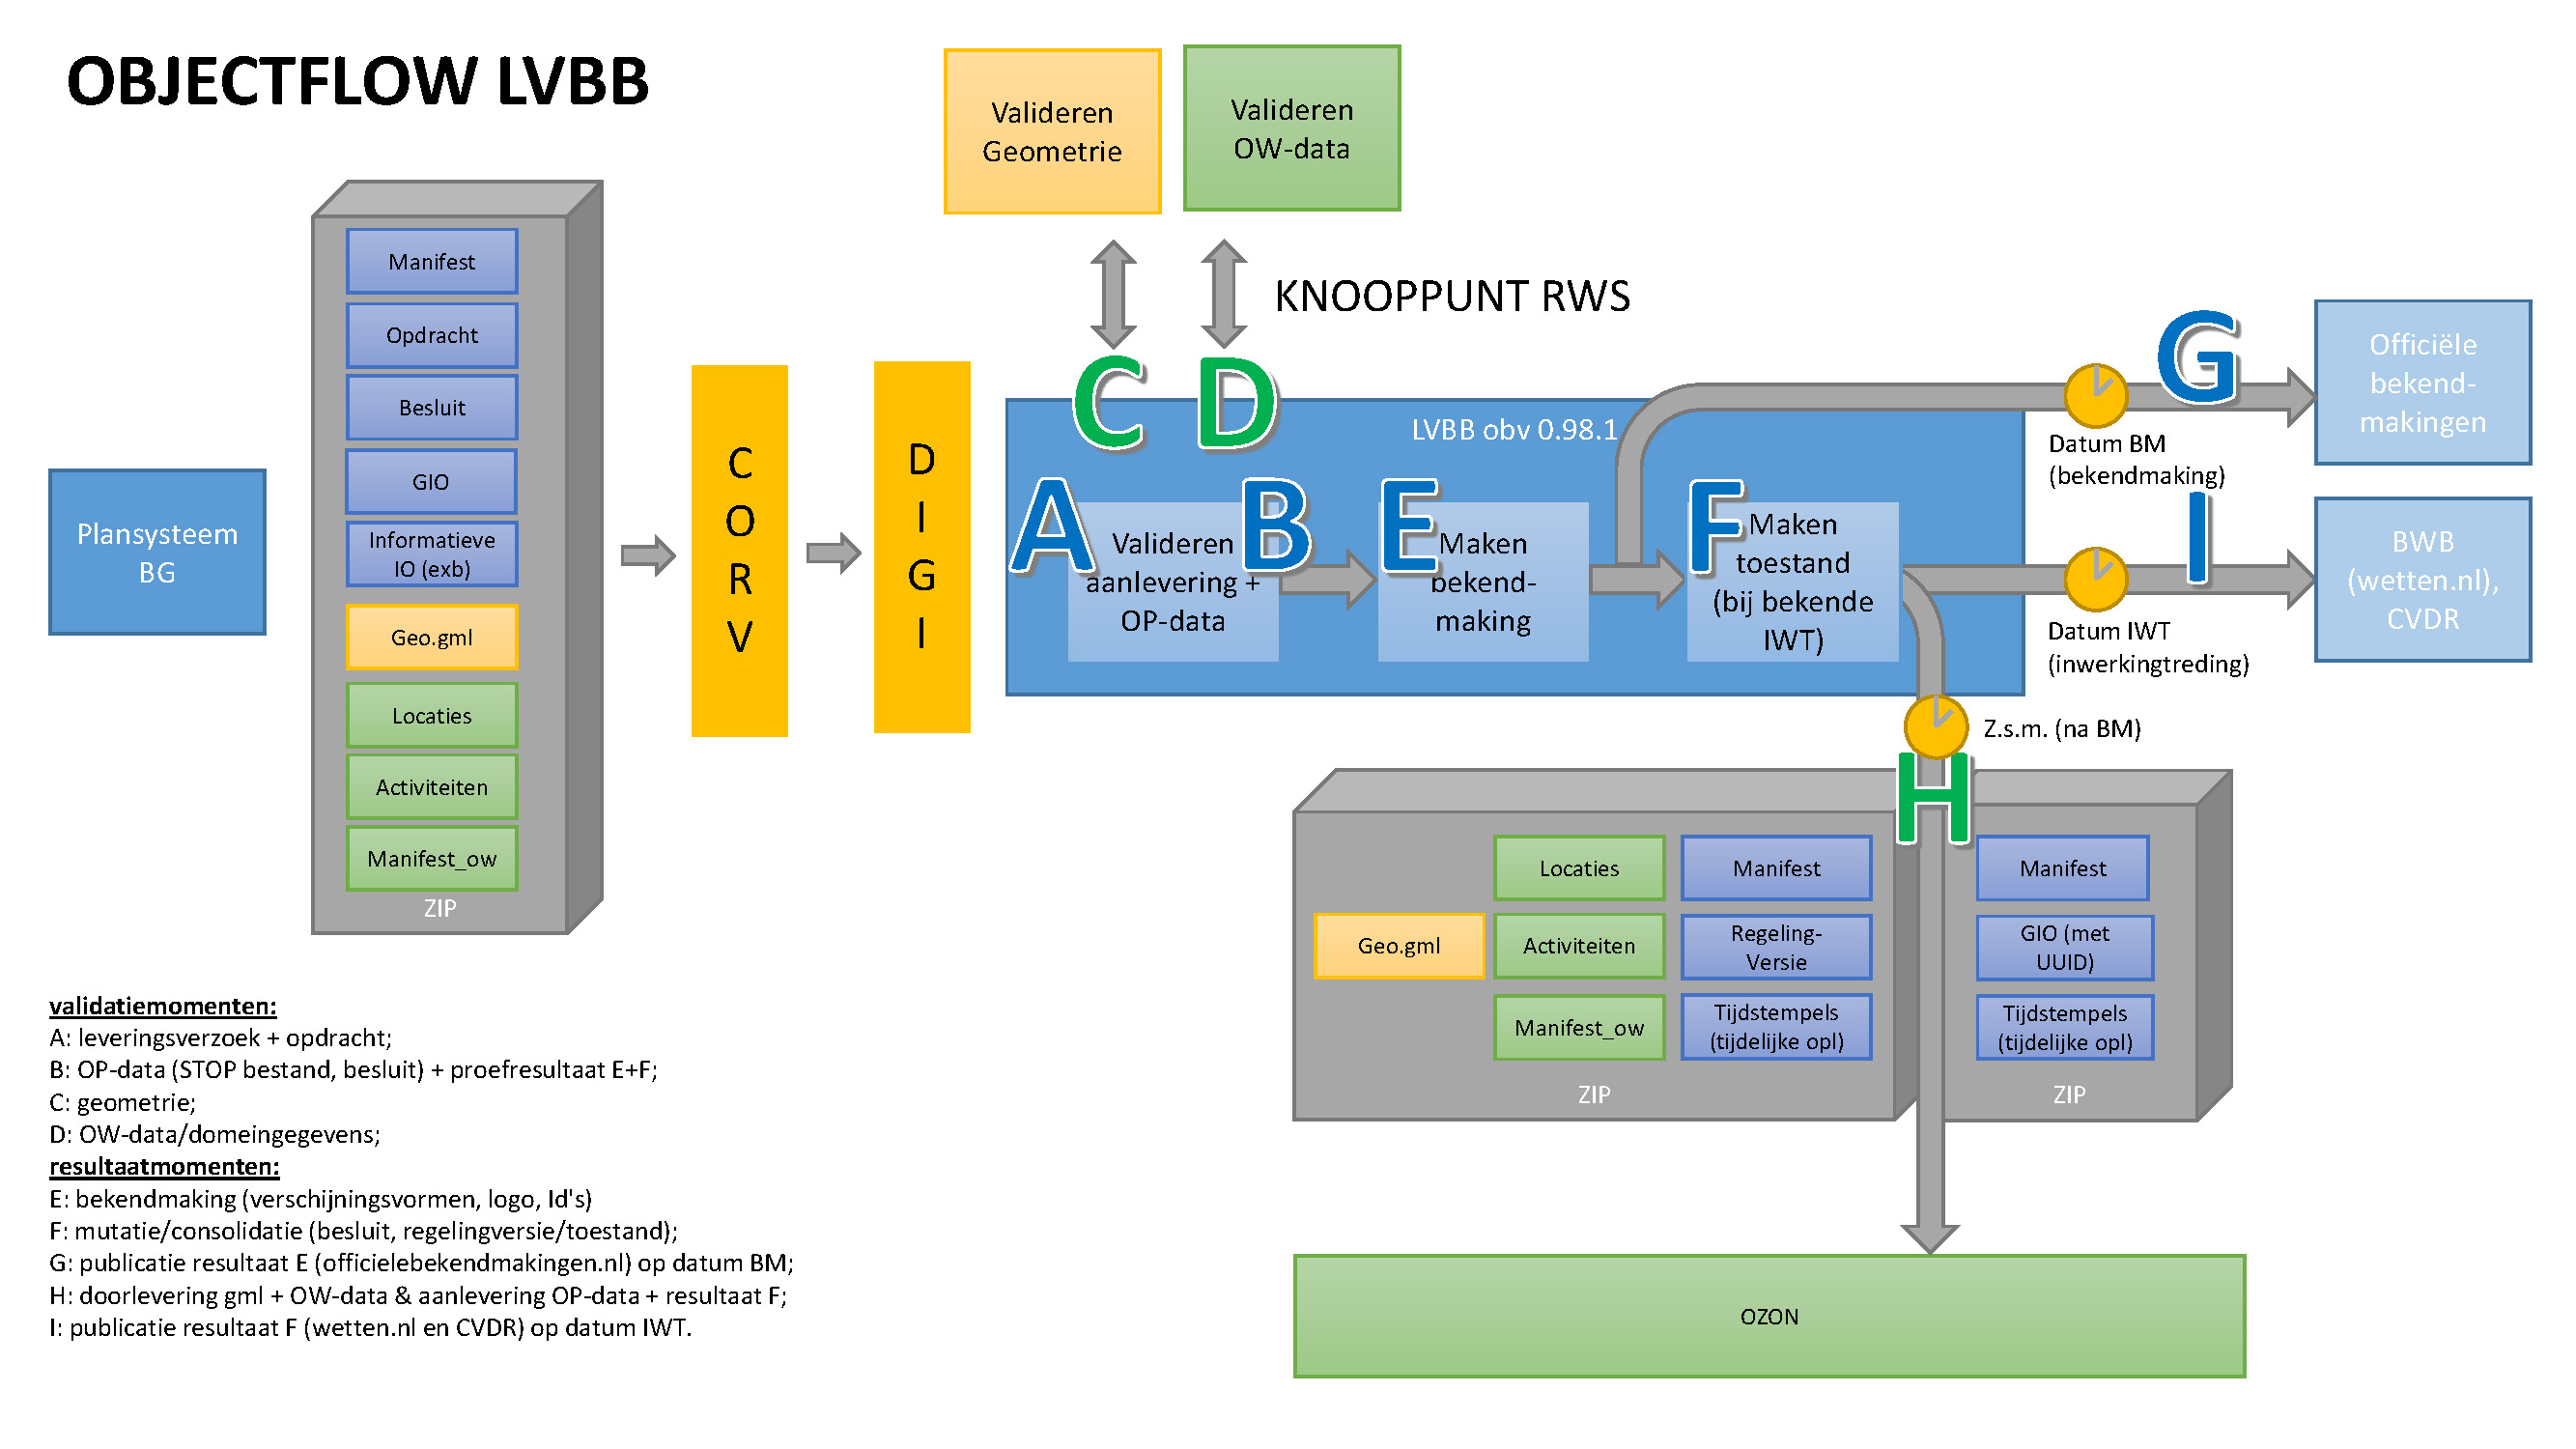 OBJECTFLOW LVBB
Valideren
Geometrie
Valideren
OW-data
KNOOPPUNT RWS
Plansysteem
BG
Manifest
Opdracht
Besluit
GIO
Informatieve
IO (exb)
Geo.gml
Locaties
Activiteiten
Manifest_ow
ZIP
C
O
R
V
D
I
G
I
C
D
LVBB obv 0.98.1
A
Valideren
aanlevering +
OP-data
B
E
Maken
bekend-
making
F
Maken
toestand
(bij bekende
IWT)
G
Datum BM
(bekendmaking)
Officiële
bekend-
makingen
I
Datum IWT
(inwerkingtreding)
BWB
(wetten.nl),
CVDR
Z.s.m. (na BM)
H
Geo.gml
Locaties
Activiteiten
Manifest_ow
Manifest
Regeling-
Versie
Tijdstempels
(tijdelijke opl)
ZIP
Manifest
GIO (met
UUID)
Tijdstempels
(tijdelijke opl)
ZIP
OZON
validatiemomenten:
A: leveringsverzoek + opdracht;
B: OP-data (STOP bestand, besluit) + proefresultaat E+F;
C: geometrie;
D: OW-data/domeingegevens;
resultaatmomenten:
E: bekendmaking (verschijningsvormen, logo, Id's)
F: mutatie/consolidatie (besluit, regelingversie/toestand);
G: publicatie resultaat E (officielebekendmakingen.nl) op datum BM;
H: doorlevering gml + OW-data & aanlevering OP-data + resultaat F;
I: publicatie resultaat F (wetten.nl en CVDR) op datum IWT.